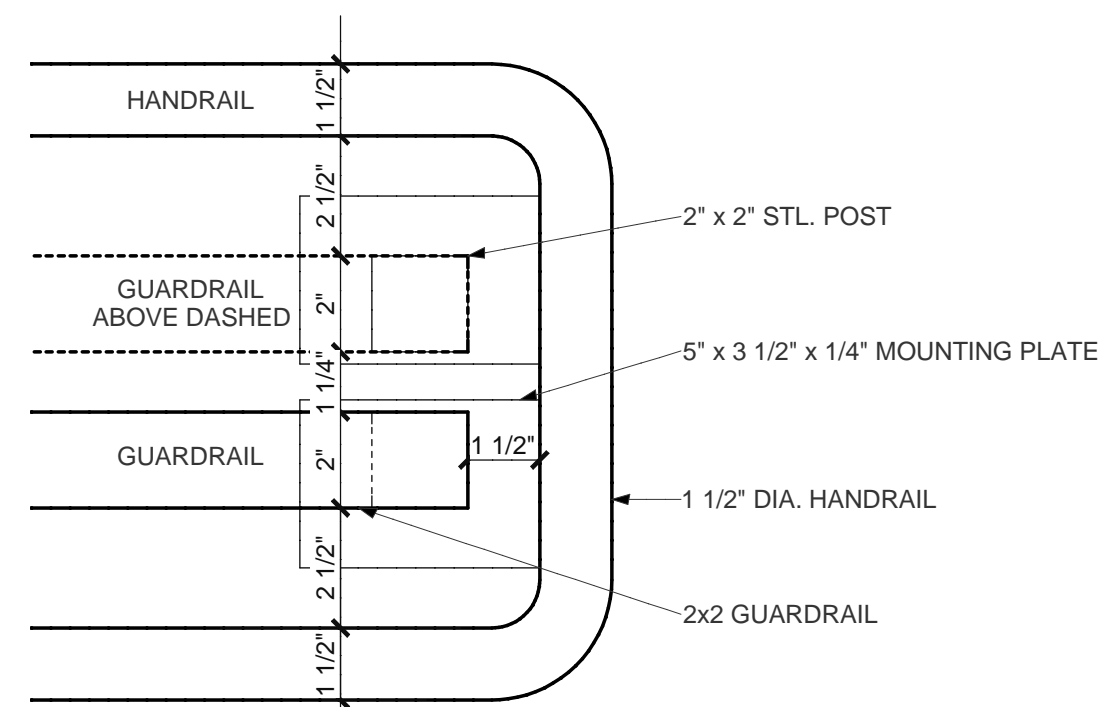 HANDRAIL
1 1/2"
2 1/2"
2" x 2" STL. POST
GUARDRAIL
ABOVE DASHED
2"
5" x 3 1/2" x 1/4" MOUNTING PLATE
1 1/4"
GUARDRAIL
2"
1 1/2"
1 1/2" DIA. HANDRAIL
2 1/2"
2x2 GUARDRAIL
1 1/2"